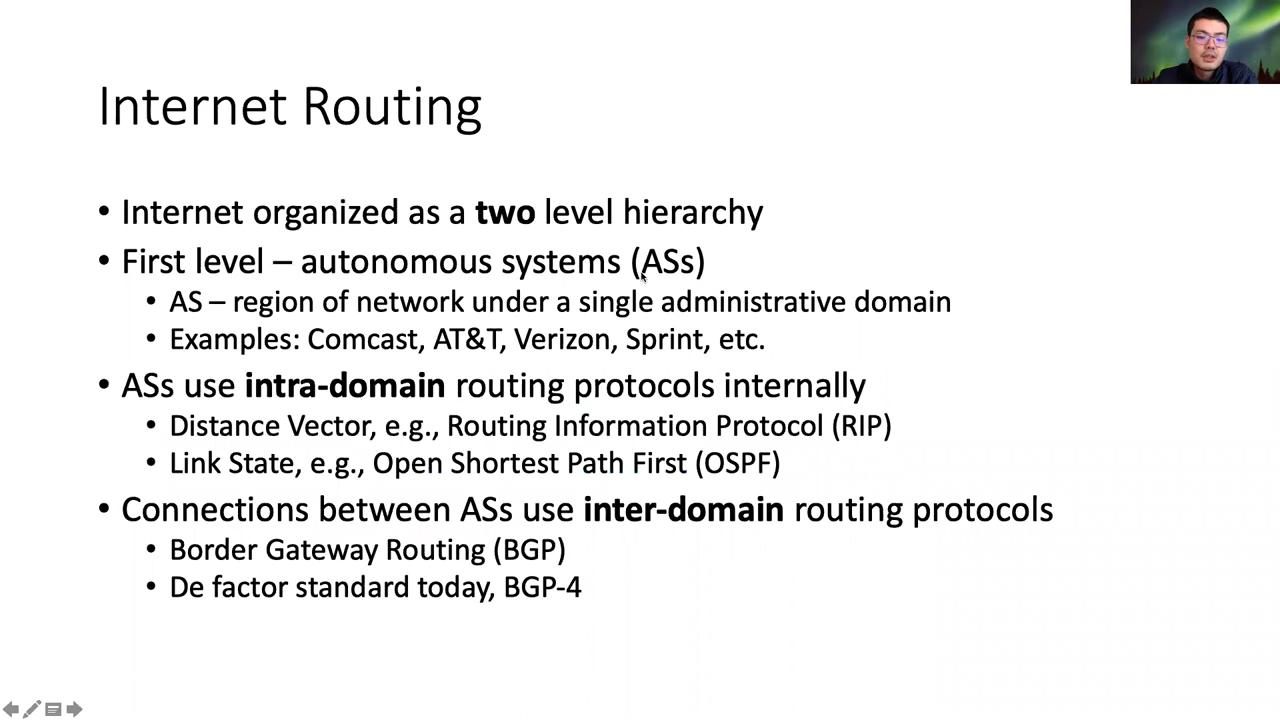 Internet Routing
• Internet organized as a two level hierarchy
• First level – autonomous systems (ASs)
• AS – region of network under a single administrative domain
• Examples: Comcast, AT&T, Verizon, Sprint, etc.
• ASs use intra-domain routing protocols internally
• Distance Vector, e.g., Routing Information Protocol (RIP)
• Link State, e.g., Open Shortest Path First (OSPF)
• Connections between ASs use inter-domain routing protocols
• Border Gateway Routing (BGP)
• De factor standard today, BGP-4